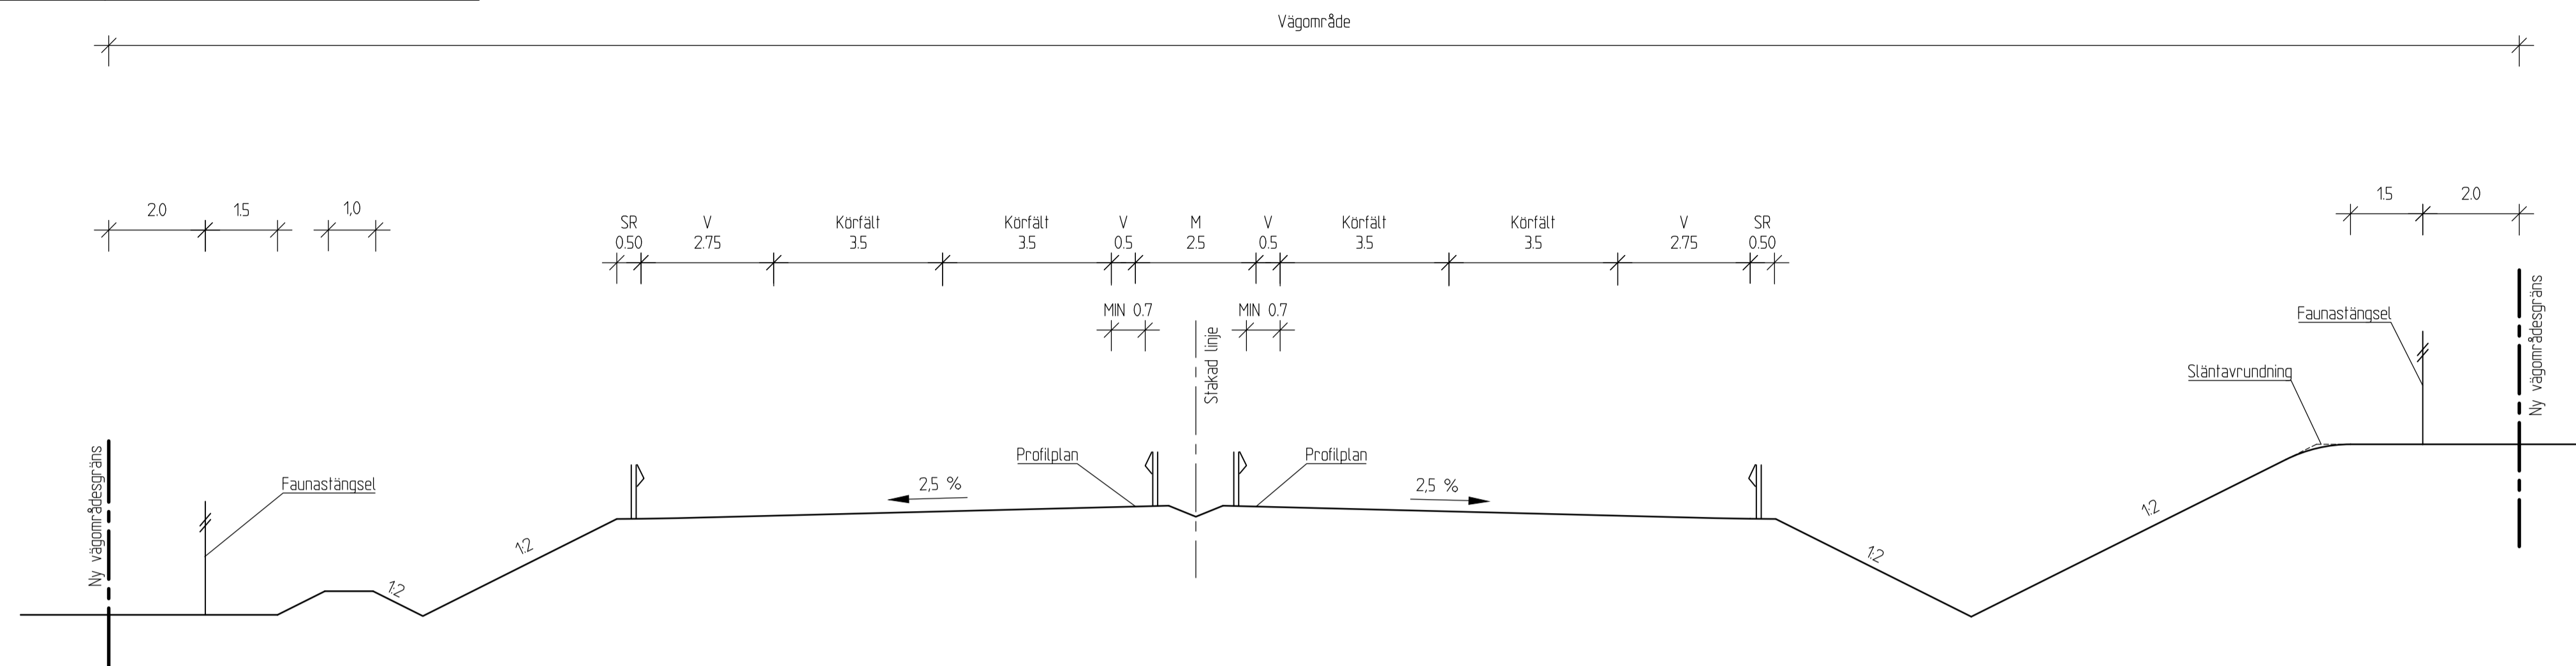 Vägområde
2.0 1.5 1,0
SR V Körfält Körfält V M V Körfält Körfält V SR
0.50 2.75 3.5 3.5 0.5 2.5 0.5 3.5 3.5 2.75 0.50
1.5 2.0
MIN 0.7 MIN 0.7
Stakad linje
Faunastängsel
Ny vägområdesgräns
Släntavrundning
Profilplan Profilplan
Ny vägområdesgräns
Faunastängsel
2,5 % 2,5 %
1:2
1:2
1:2
1:2
1:2